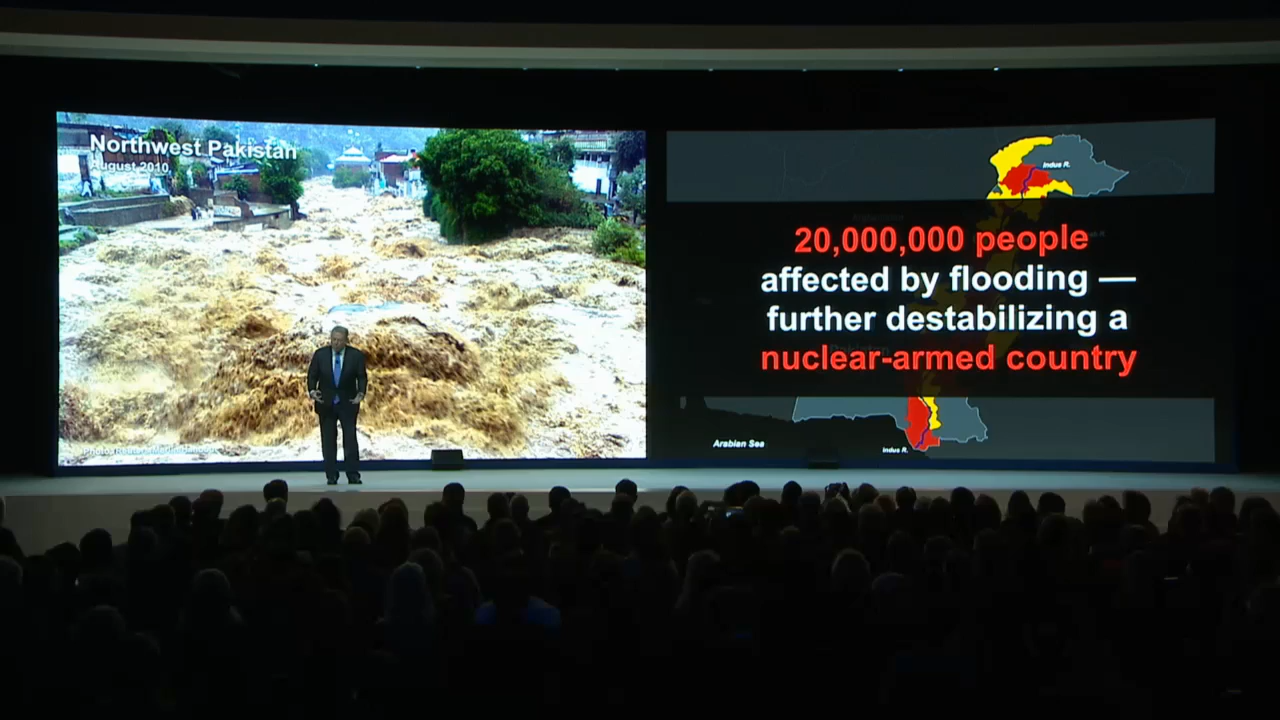 Northwest Pakistan
August 2010
Indus R.
20,000,000 people
affected by flooding —
further destabilizing a
nuclear-armed country
Arabian Sea
Indus R.